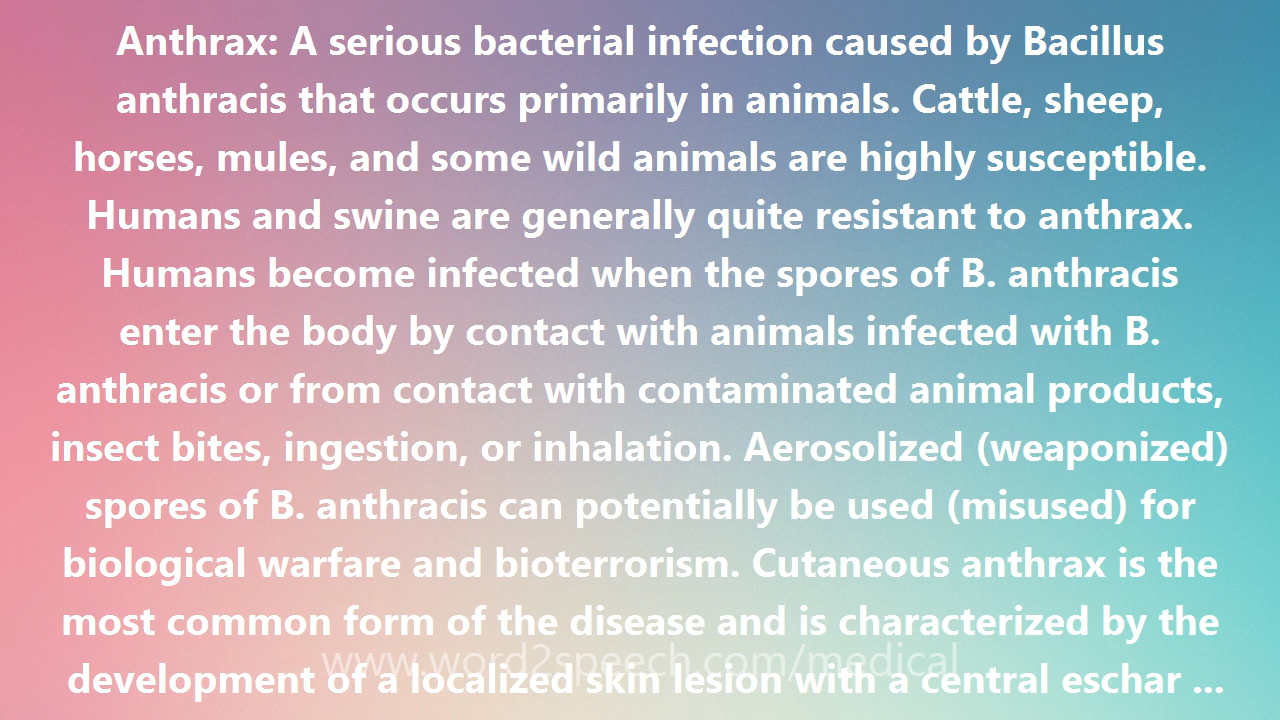 Anthrax: A serious bacterial infection caused by Bacillus
anthracis that occurs primarily in animals. Cattle, sheep,
horses, mules, and some wild animals are highly susceptible.
Humans and swine are generally quite resistant to anthrax.
Humans become infected when the spores of B. anthracis
enter the body by contact with animals infected with B.
anthracis or from contact with contaminated animal products,
insect bites, ingestion, or inhalation. Aerosolized (weaponized)
spores of B. anthracis can potentially be used (misused) for
biological warfare and bioterrorism. Cutaneous anthrax is the
most common form of the disease and is characterized by the
www.word2speech.com/medical
development of a localized skin lesion with a central eschar ...